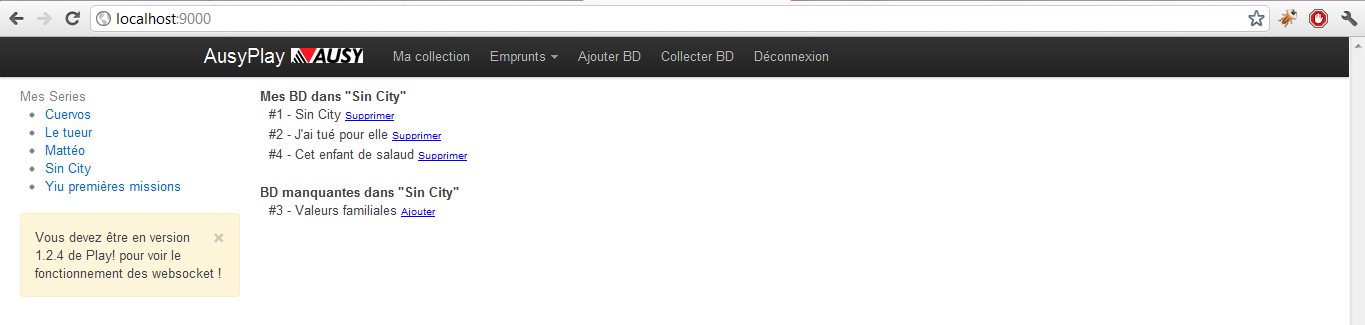 localhost:9000
AusyPlay AUSY Ma collection Emprunts Ajouter BD Collecter BD Déconnexion
Mes Series
Cuervos
Le tueur
Mattéo
Sin City
Yiu premières missions
Vous devez être en version ×
1.2.4 de Play! pour voir le
fonctionnement des websocket !
Mes BD dans "Sin City"
#1 - Sin City Supprimer
#2 - J'ai tué pour elle Supprimer
#4 - Cet enfant de salaud Supprimer
BD manquantes dans "Sin City"
#3 - Valeurs familiales Ajouter